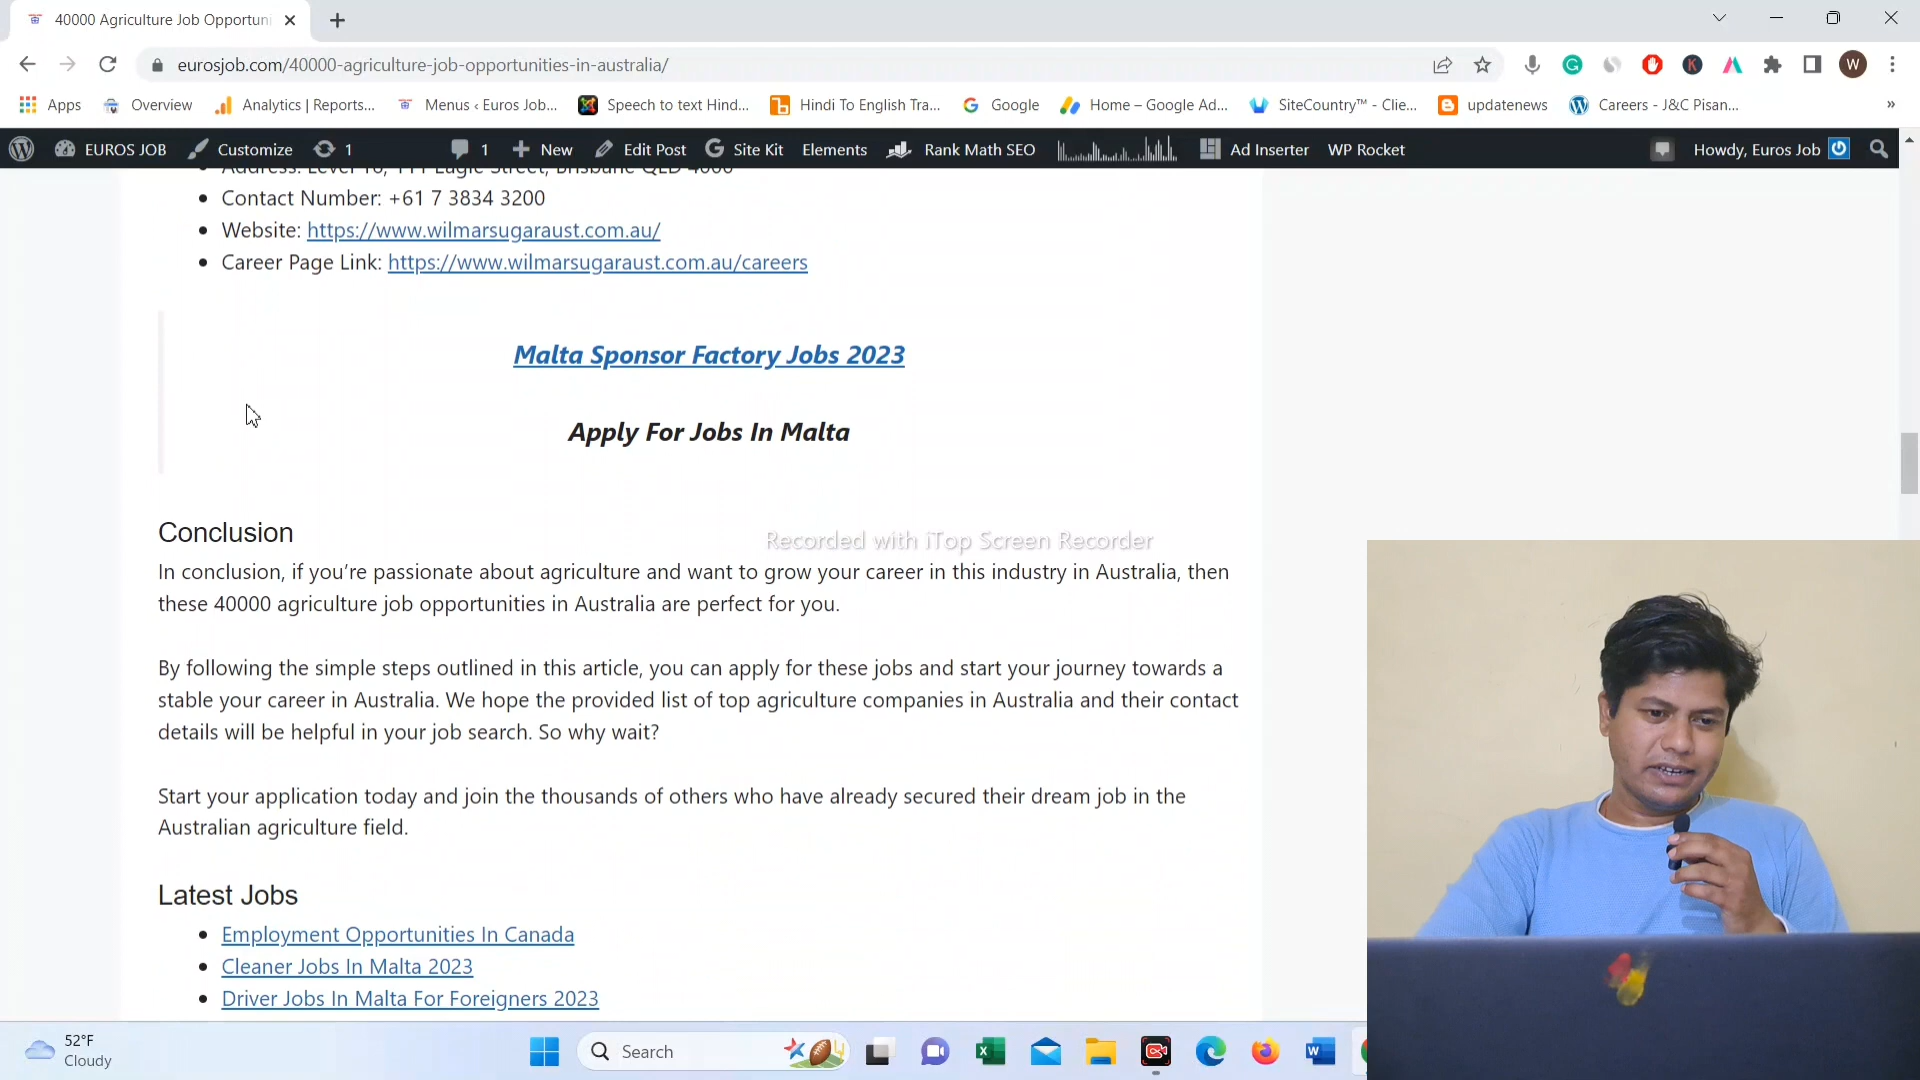 40000 Agriculture Job Opportuni
eurosjob.com/40000-agriculture-job-opportunities-in-australia/
W
Apps
Overview
Analytics | Reports...
Menus ‹ Euros Job...
Speech to text Hind...
Hindi To English Tra...
Google
Home – Google Ad...
SiteCountry™ - Clie...
updatenews
Careers - J&C Pisan...
»
EUROS JOB
Customize
1
1
New
Edit Post
Site Kit
Elements
Rank Math SEO
Ad Inserter
WP Rocket
Howdy, Euros Job
Address: Level 10, 111 Eagle Street, Brisbane QLD 4000
Contact Number: +61 7 3834 3200
Website: https://www.wilmarsugaraust.com.au/
Career Page Link: https://www.wilmarsugaraust.com.au/careers
Malta Sponsor Factory Jobs 2023
Apply For Jobs In Malta
Conclusion
Recorded with iTop Screen Recorder
In conclusion, if you’re passionate about agriculture and want to grow your career in this industry in Australia, then
these 40000 agriculture job opportunities in Australia are perfect for you.
By following the simple steps outlined in this article, you can apply for these jobs and start your journey towards a
stable your career in Australia. We hope the provided list of top agriculture companies in Australia and their contact
details will be helpful in your job search. So why wait?
Start your application today and join the thousands of others who have already secured their dream job in the
Australian agriculture field.
Latest Jobs
Employment Opportunities In Canada
Cleaner Jobs In Malta 2023
Driver Jobs In Malta For Foreigners 2023
52°F
Cloudy
Search